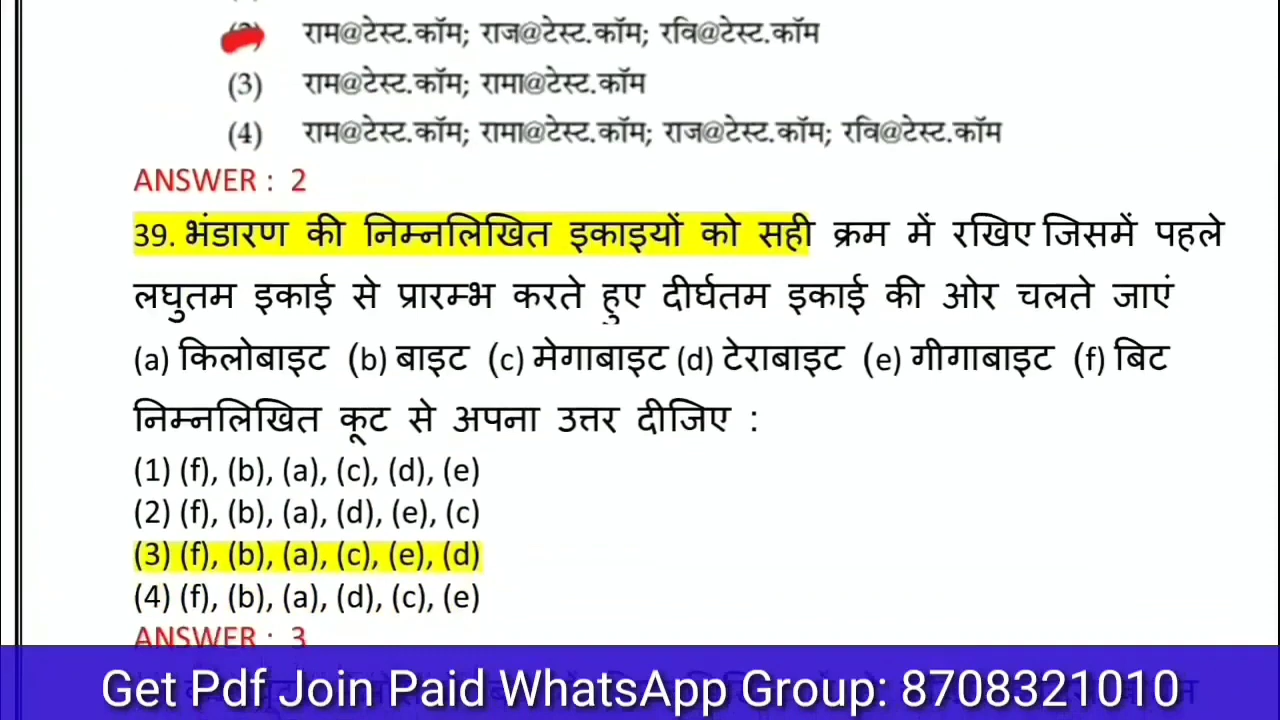 राम@टेस्ट.कॉम; राज@टेस्ट.कॉम; रवि@टेस्ट.कॉम
(3) राम@टेस्ट.कॉम; रामा@टेस्ट.कॉम
(4) राम@टेस्ट.कॉम; रामा@टेस्ट.कॉम; राज@टेस्ट.कॉम; रवि@टेस्ट.कॉम
ANSWER : 2
39. भंडारण की निम्नलिखित इकाइयों को सही क्रम में रखिए जिसमें पहले
लघुतम इकाई से प्रारम्भ करते हुए दीर्घतम इकाई की ओर चलते जाएं
(a) किलोबाइट (b) बाइट (c) मेगाबाइट (d) टेराबाइट (e) गीगाबाइट (f) बिट
निम्नलिखित कूट से अपना उत्तर दीजिए :
(1) (f), (b), (a), (c), (d), (e)
(2) (f), (b), (a), (d), (e), (c)
(3) (f), (b), (a), (c), (e), (d)
(4) (f), (b), (a), (d), (c), (e)
ANSWER : 3
Get Pdf Join Paid WhatsApp Group: 8708321010